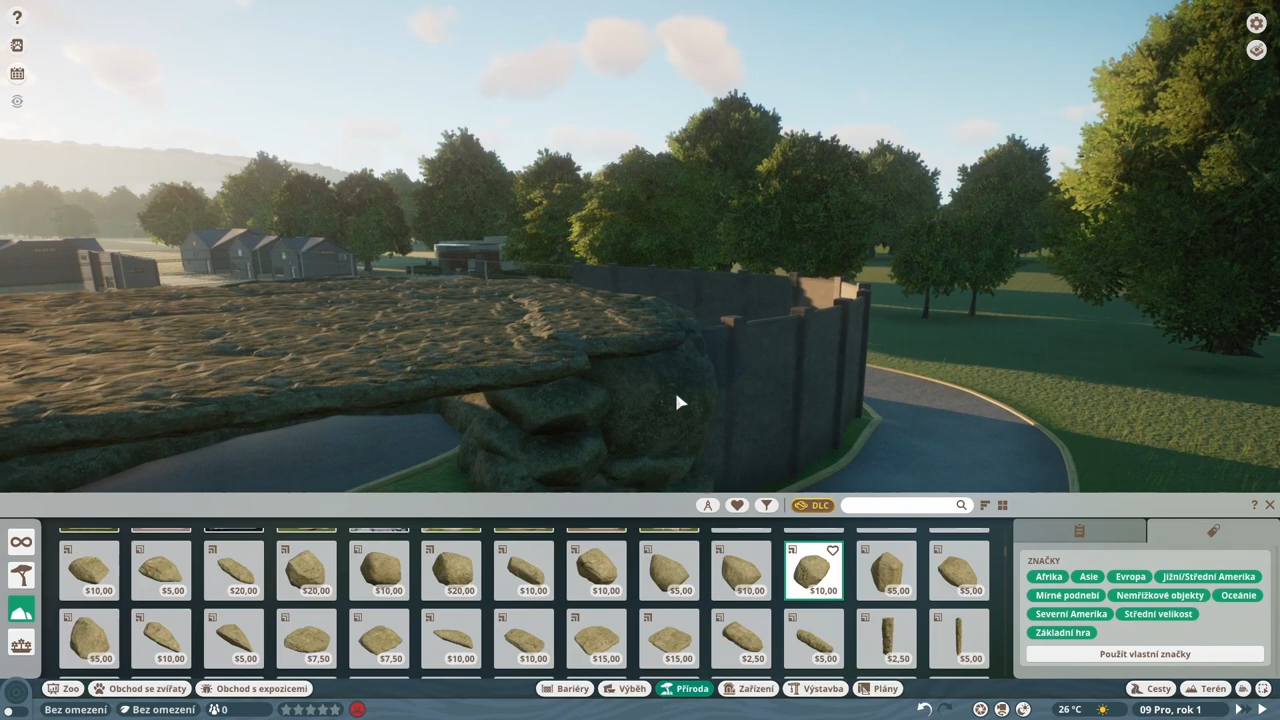 ?
DLC
?
$10,00 $5,00 $20,00 $20,00 $10,00 $20,00 $10,00 $10,00 $5,00 $10,00 $10,00 $5,00 $5,00
$5,00 $10,00 $5,00 $7,50 $7,50 $10,00 $10,00 $15,00 $15,00 $2,50 $5,00 $2,50 $5,00
ZNAČKY
Afrika Asie Evropa Jižní/Střední Amerika
Mírné podnebí Nemřížkové objekty Oceánie
Severní Amerika Střední velikost
Základní hra
Použít vlastní značky
Zoo Obchod se zvířaty Obchod s expozicemi Bariéry Výběh Příroda Zařízení Výstavba Plány Cesty Terén
Bez omezení Bez omezení 0 26 °C 09 Pro, rok 1